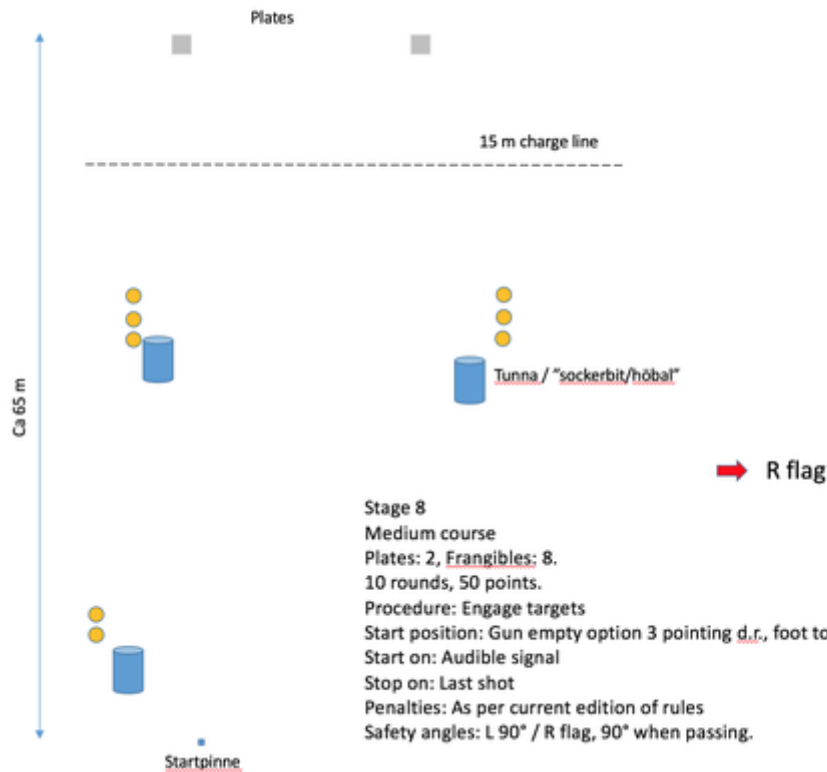 Plates
15 m charge line
Ca 65 m
Tunna / "sockerbit/höbal"
R flag
Stage 8
Medium course
Plates: 2, Frangibles: 8.
10 rounds, 50 points.
Procedure: Engage targets
Start position: Gun empty option 3 pointing d.r., foot to
Start on: Audible signal
Stop on: Last shot
Penalties: As per current edition of rules
Safety angles: L 90° / R flag, 90° when passing.
Startpinne